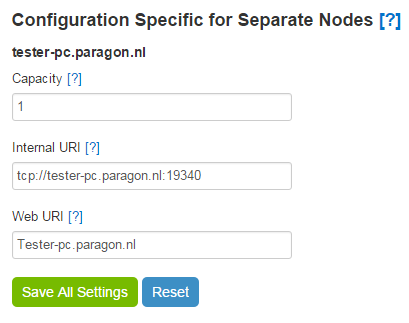 Configuration Specific for Separate Nodes [?]
tester-pc.paragon.nl
Capacity [?]
1
Internal URI [?]
tcp://tester-pc.paragon.nl:19340
Web URI [?]
Tester-pc.paragon.nl
Save All Settings Reset